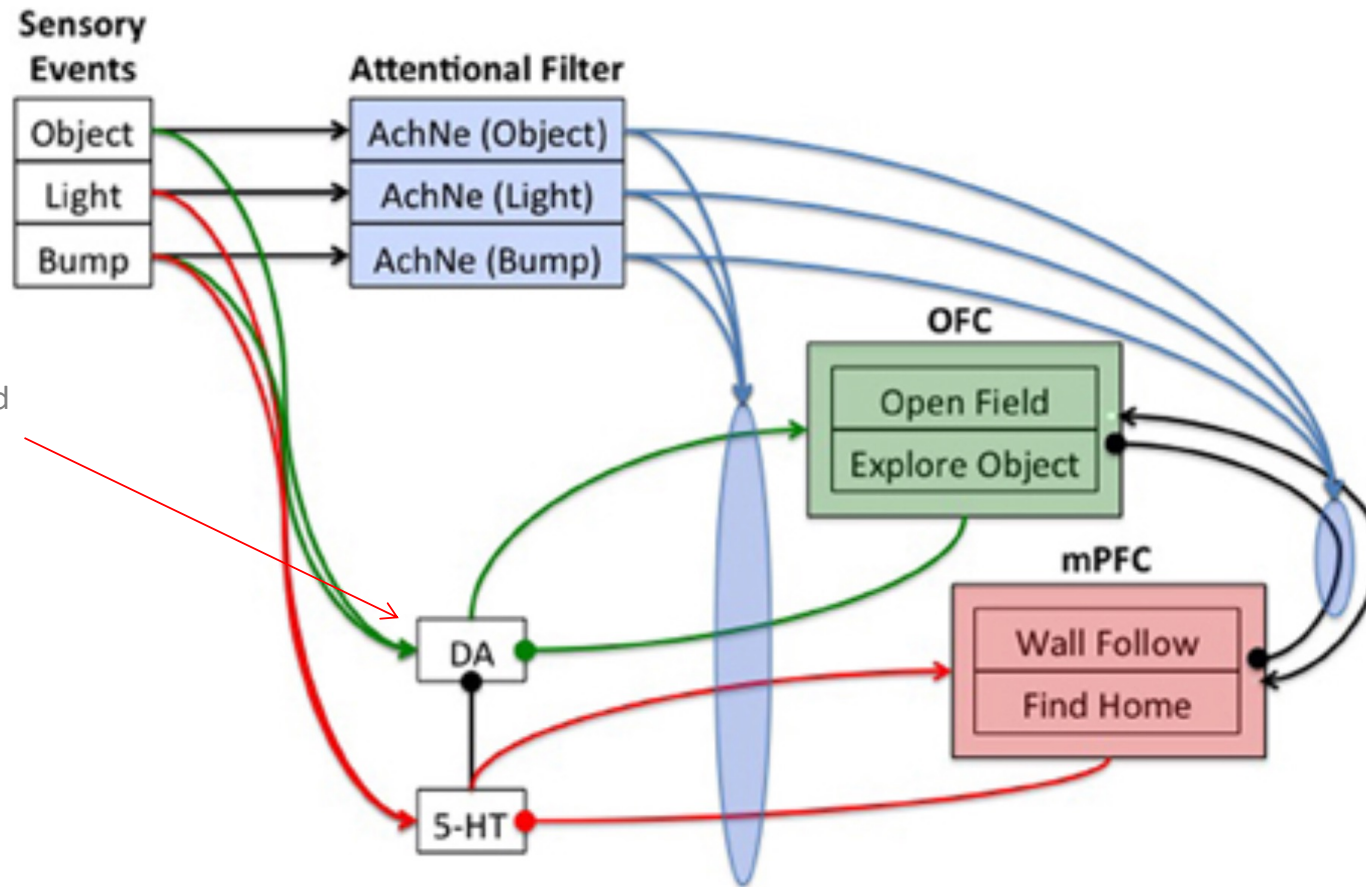 Sensory
Events
Attentional Filter
Object
AchNe (Object)
Light
AchNe (Light)
Bump
AchNe (Bump)
OFC
d
Open Field
Explore Object
mPFC
Wall Follow
DA
Find Home
5-HT